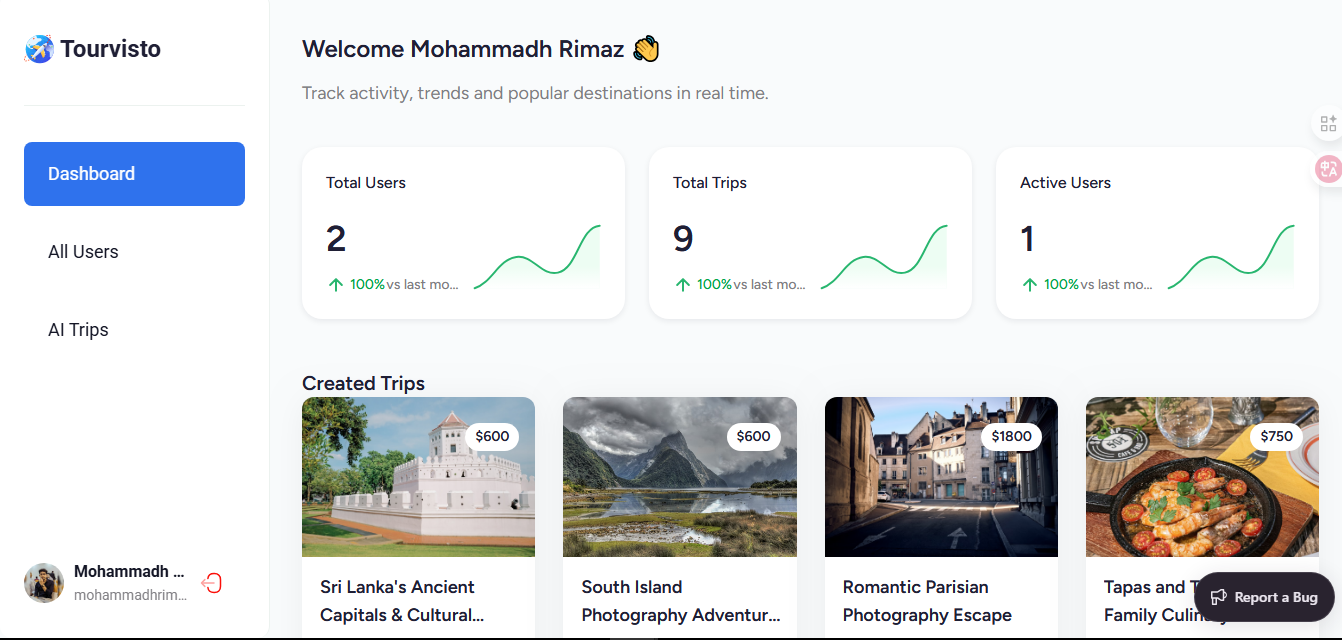 Tourvisto
Dashboard
All Users
AI Trips
Mohammadh ...
mohammadhrim...
Welcome Mohammadh Rimaz 👋
Track activity, trends and popular destinations in real time.
Total Users
2
100% vs last mo...
Total Trips
9
100% vs last mo...
Active Users
1
100% vs last mo...
Created Trips
$600
Sri Lanka's Ancient
Capitals & Cultural...
$600
South Island
Photography Adventur...
$1800
Romantic Parisian
Photography Escape
$750
Tapas and
Family
Report a Bug